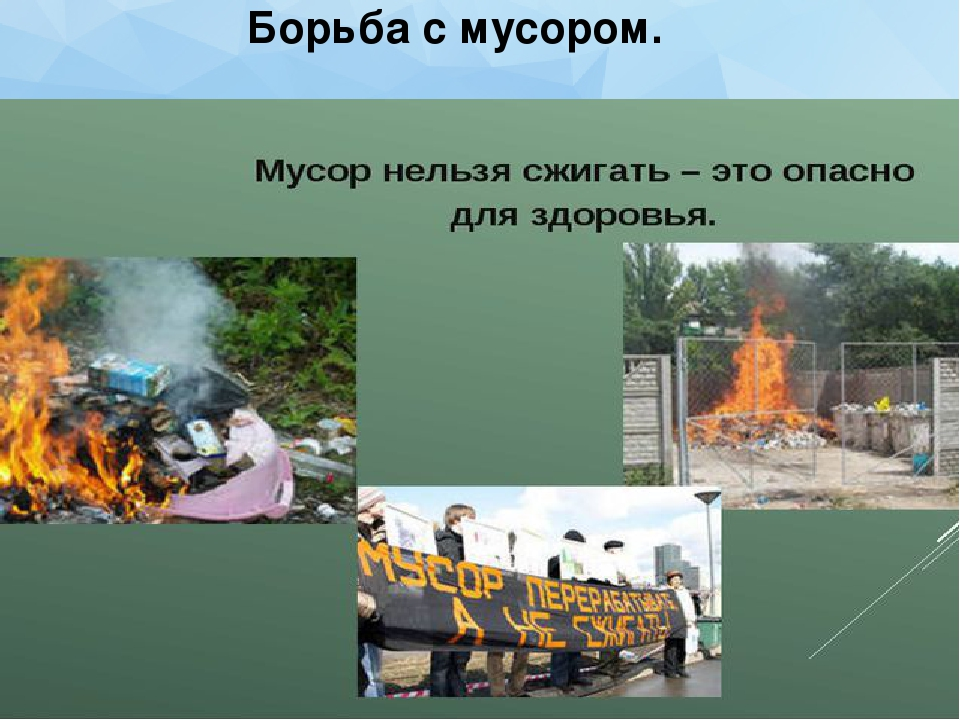 Борьба с мусором.
Мусор нельзя сжигать – это опасно
для здоровья.
МУСОР ПЕРЕРАБАТЫВАТЬ
А НЕ СЖИГАТЬ!